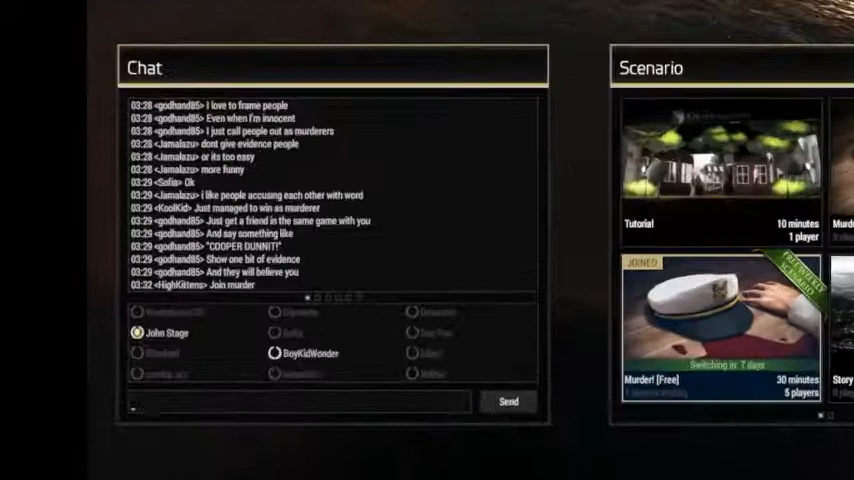 Chat
03:28 <godhand85> I love to frame people
03:28 <godhand85> Even when I'm innocent
03:28 <godhand85> I just call people out as murderers
03:28 <Jamalazu> dont give evidence people
03:28 <Jamalazu> or its too easy
03:28 <Jamalazu> more funny
03:29 <Sofia> Ok
03:29 <Jamalazu> i like people accusing each other with word
03:29 <KoolKid> Just managed to win as murderer
03:29 <godhand85> Just get a friend in the same game with you
03:29 <godhand85> And say something like
03:29 <godhand85> "COOPER DUNNIT!"
03:29 <godhand85> Show one bit of evidence
03:29 <godhand85> And they will believe you
03:32 <HighKittens> Join murder
Sofia
John Stage
BoyKidWonder
Send
Scenario
Tutorial
10 minutes
1 player
JOINED
FREE WEEKLY SCENARIO
Switching in: 7 days
Murder! [Free]
30 minutes
5 players
Story